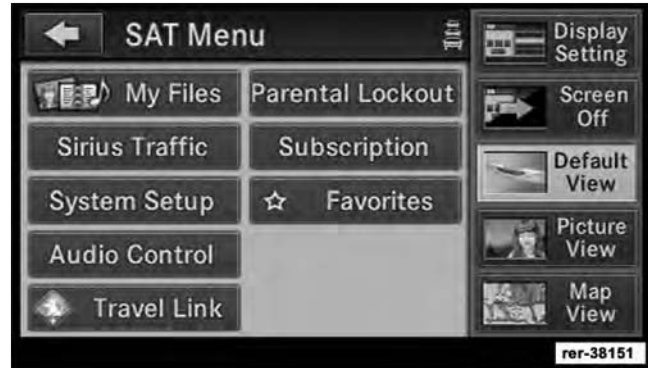 SAT Menu
My Files
Parental Lockout
Sirius Traffic
Subscription
System Setup
Favorites
Audio Control
Travel Link
Display
Setting
Screen
Off
Default
View
Picture
View
Map
View
rer-38151